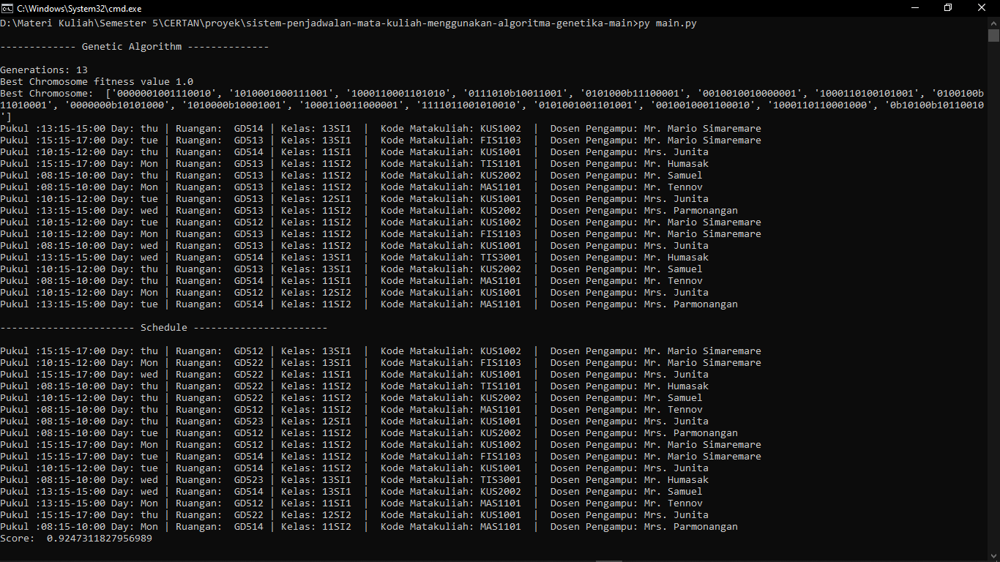 C:\Windows\System32\cmd.exe
D:\Materi Kuliah\Semester 5\CERTAN\proyek\sistem-penjadwalan-mata-kuliah-menggunakan-algoritma-genetika-main>py main.py
------------- Genetic Algorithm --------------
Generations: 13
Best Chromosome fitness value 1.0
Best Chromosome:  ['0000001001110010', '1010001000111001', '1000110001101010', '0111010b10011001', '0101000b11100001', '0010010010000001', '1000110100101001', '0100100b
11010001', '0000000b10101000', '1010000b10001001', '1000110011000001', '1111011001010010', '0101001001101001', '0010001001100010', '1000110110001000', '0b10100b10110010
']
Pukul :13:15-15:00 Day: thu | Ruangan:  GD514 | Kelas: 13SI1  |  Kode Matakuliah: KUS1002  |  Dosen Pengampu: Mr. Mario Simaremare
Pukul :15:15-17:00 Day: tue | Ruangan:  GD513 | Kelas: 13SI1  |  Kode Matakuliah: FIS1103  |  Dosen Pengampu: Mr. Mario Simaremare
Pukul :10:15-12:00 Day: thu | Ruangan:  GD514 | Kelas: 11SI1  |  Kode Matakuliah: KUS1001  |  Dosen Pengampu: Mrs. Junita
Pukul :15:15-17:00 Day: Mon | Ruangan:  GD513 | Kelas: 11SI2  |  Kode Matakuliah: TIS1101  |  Dosen Pengampu: Mr. Humasak
Pukul :08:15-10:00 Day: thu | Ruangan:  GD513 | Kelas: 11SI2  |  Kode Matakuliah: KUS2002  |  Dosen Pengampu: Mr. Samuel
Pukul :08:15-10:00 Day: Mon | Ruangan:  GD513 | Kelas: 11SI2  |  Kode Matakuliah: MAS1101  |  Dosen Pengampu: Mr. Tennov
Pukul :10:15-12:00 Day: tue | Ruangan:  GD513 | Kelas: 12SI1  |  Kode Matakuliah: KUS1001  |  Dosen Pengampu: Mrs. Junita
Pukul :13:15-15:00 Day: wed | Ruangan:  GD513 | Kelas: 11SI2  |  Kode Matakuliah: KUS2002  |  Dosen Pengampu: Mrs. Parmonangan
Pukul :10:15-12:00 Day: tue | Ruangan:  GD512 | Kelas: 11SI2  |  Kode Matakuliah: KUS1002  |  Dosen Pengampu: Mr. Mario Simaremare
Pukul :10:15-12:00 Day: Mon | Ruangan:  GD513 | Kelas: 11SI2  |  Kode Matakuliah: FIS1103  |  Dosen Pengampu: Mr. Mario Simaremare
Pukul :08:15-10:00 Day: wed | Ruangan:  GD513 | Kelas: 11SI2  |  Kode Matakuliah: KUS1001  |  Dosen Pengampu: Mrs. Junita
Pukul :13:15-15:00 Day: wed | Ruangan:  GD514 | Kelas: 13SI1  |  Kode Matakuliah: TIS3001  |  Dosen Pengampu: Mr. Humasak
Pukul :10:15-12:00 Day: thu | Ruangan:  GD513 | Kelas: 13SI1  |  Kode Matakuliah: KUS2002  |  Dosen Pengampu: Mr. Samuel
Pukul :08:15-10:00 Day: thu | Ruangan:  GD514 | Kelas: 11SI1  |  Kode Matakuliah: MAS1101  |  Dosen Pengampu: Mr. Tennov
Pukul :10:15-12:00 Day: Mon | Ruangan:  GD512 | Kelas: 12SI2  |  Kode Matakuliah: KUS1001  |  Dosen Pengampu: Mrs. Junita
Pukul :13:15-15:00 Day: tue | Ruangan:  GD514 | Kelas: 11SI2  |  Kode Matakuliah: MAS1101  |  Dosen Pengampu: Mrs. Parmonangan
----------------------- Schedule -----------------------
Pukul :15:15-17:00 Day: thu | Ruangan:  GD512 | Kelas: 13SI1  |  Kode Matakuliah: KUS1002  |  Dosen Pengampu: Mr. Mario Simaremare
Pukul :10:15-12:00 Day: Mon | Ruangan:  GD522 | Kelas: 13SI1  |  Kode Matakuliah: FIS1103  |  Dosen Pengampu: Mr. Mario Simaremare
Pukul :15:15-17:00 Day: wed | Ruangan:  GD522 | Kelas: 11SI1  |  Kode Matakuliah: KUS1001  |  Dosen Pengampu: Mrs. Junita
Pukul :08:15-10:00 Day: thu | Ruangan:  GD522 | Kelas: 11SI2  |  Kode Matakuliah: TIS1101  |  Dosen Pengampu: Mr. Humasak
Pukul :10:15-12:00 Day: thu | Ruangan:  GD522 | Kelas: 11SI2  |  Kode Matakuliah: KUS2002  |  Dosen Pengampu: Mr. Samuel
Pukul :08:15-10:00 Day: thu | Ruangan:  GD512 | Kelas: 11SI2  |  Kode Matakuliah: MAS1101  |  Dosen Pengampu: Mr. Tennov
Pukul :08:15-10:00 Day: thu | Ruangan:  GD523 | Kelas: 12SI1  |  Kode Matakuliah: KUS1001  |  Dosen Pengampu: Mrs. Junita
Pukul :08:15-10:00 Day: tue | Ruangan:  GD512 | Kelas: 11SI2  |  Kode Matakuliah: KUS2002  |  Dosen Pengampu: Mrs. Parmonangan
Pukul :15:15-17:00 Day: Mon | Ruangan:  GD512 | Kelas: 11SI2  |  Kode Matakuliah: KUS1002  |  Dosen Pengampu: Mr. Mario Simaremare
Pukul :15:15-17:00 Day: tue | Ruangan:  GD514 | Kelas: 11SI2  |  Kode Matakuliah: FIS1103  |  Dosen Pengampu: Mr. Mario Simaremare
Pukul :10:15-12:00 Day: tue | Ruangan:  GD514 | Kelas: 11SI2  |  Kode Matakuliah: KUS1001  |  Dosen Pengampu: Mrs. Junita
Pukul :08:15-10:00 Day: wed | Ruangan:  GD523 | Kelas: 13SI1  |  Kode Matakuliah: TIS3001  |  Dosen Pengampu: Mr. Humasak
Pukul :13:15-15:00 Day: wed | Ruangan:  GD514 | Kelas: 13SI1  |  Kode Matakuliah: KUS2002  |  Dosen Pengampu: Mr. Samuel
Pukul :13:15-15:00 Day: Mon | Ruangan:  GD512 | Kelas: 11SI1  |  Kode Matakuliah: MAS1101  |  Dosen Pengampu: Mr. Tennov
Pukul :15:15-17:00 Day: thu | Ruangan:  GD522 | Kelas: 12SI2  |  Kode Matakuliah: KUS1001  |  Dosen Pengampu: Mrs. Junita
Pukul :08:15-10:00 Day: Mon | Ruangan:  GD514 | Kelas: 11SI2  |  Kode Matakuliah: MAS1101  |  Dosen Pengampu: Mrs. Parmonangan
Score:  0.9247311827956989